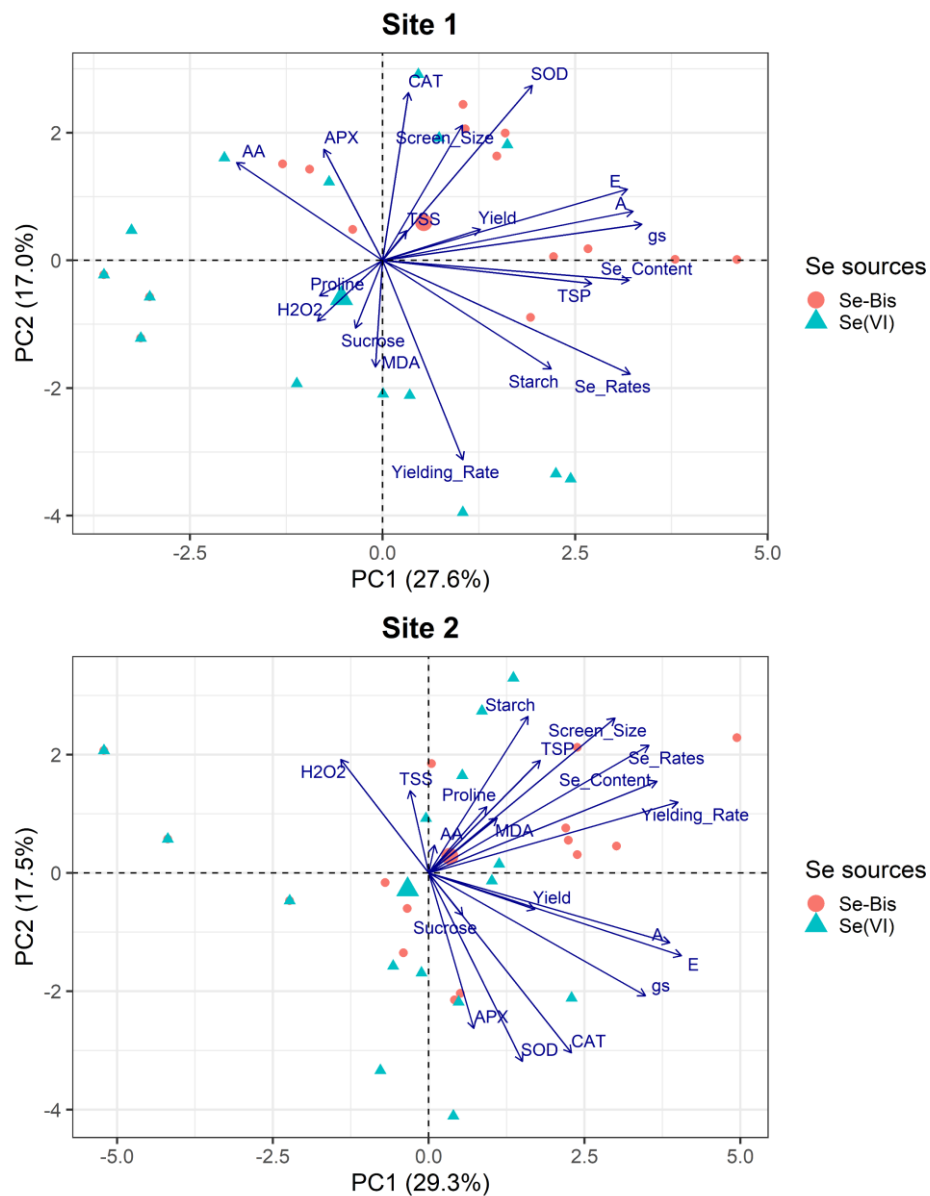 Site 1
SOD
CAT
APX
Screen_Size
AA
E
A
TSS
Yield
gs
Se_Content
Proline
TSP
H2O2
Sucrose
MDA
Starch
Se_Rates
Yielding_Rate
2
0
-2
-4
PC2 (17.0%)
-2.5
0.0
2.5
5.0
PC1 (27.6%)
Se sources
Se-Bis
Se(VI)
Site 2
Starch
Screen_Size
TSP
Se_Rates
H2O2
TSS
Se_Content
Proline
Yielding_Rate
MDA
AA
Yield
Sucrose
A
E
gs
APX
CAT
SOD
2
0
-2
-4
PC2 (17.5%)
-5.0
-2.5
0.0
2.5
5.0
PC1 (29.3%)
Se sources
Se-Bis
Se(VI)